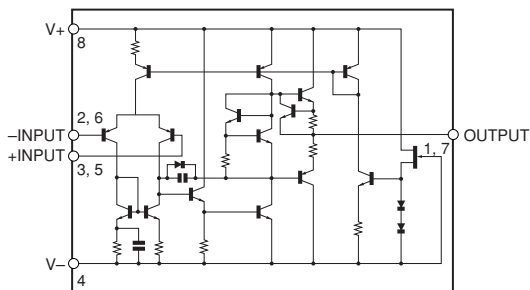 V+
8
2, 6
–INPUT
+INPUT
3, 5
OUTPUT
1, 7
V–
4